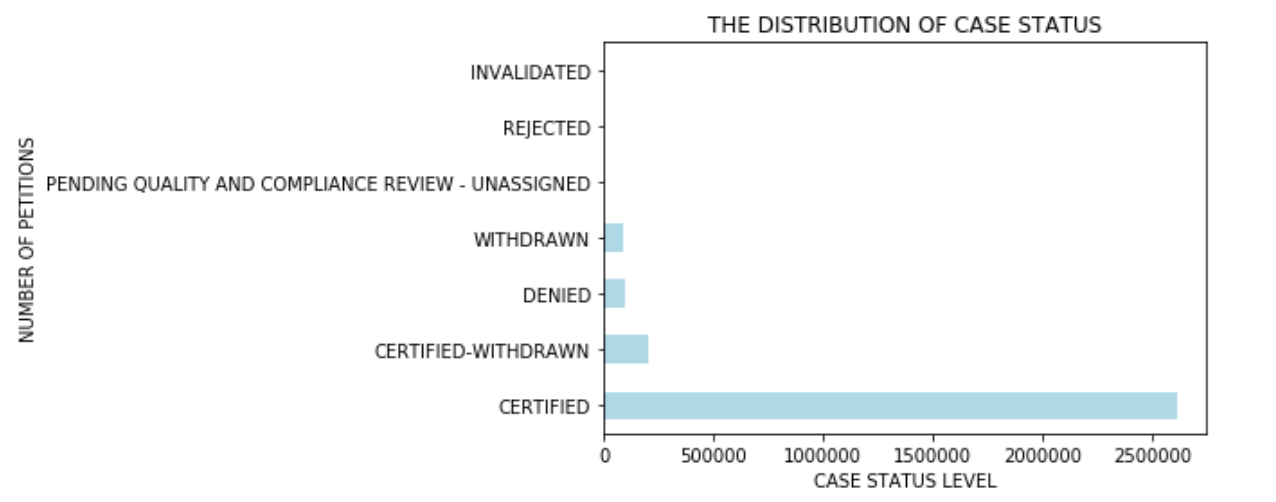 THE DISTRIBUTION OF CASE STATUS
NUMBER OF PETITIONS
INVALIDATED
REJECTED
PENDING QUALITY AND COMPLIANCE REVIEW - UNASSIGNED
WITHDRAWN
DENIED
CERTIFIED-WITHDRAWN
CERTIFIED
0 500000 1000000 1500000 2000000 2500000
CASE STATUS LEVEL